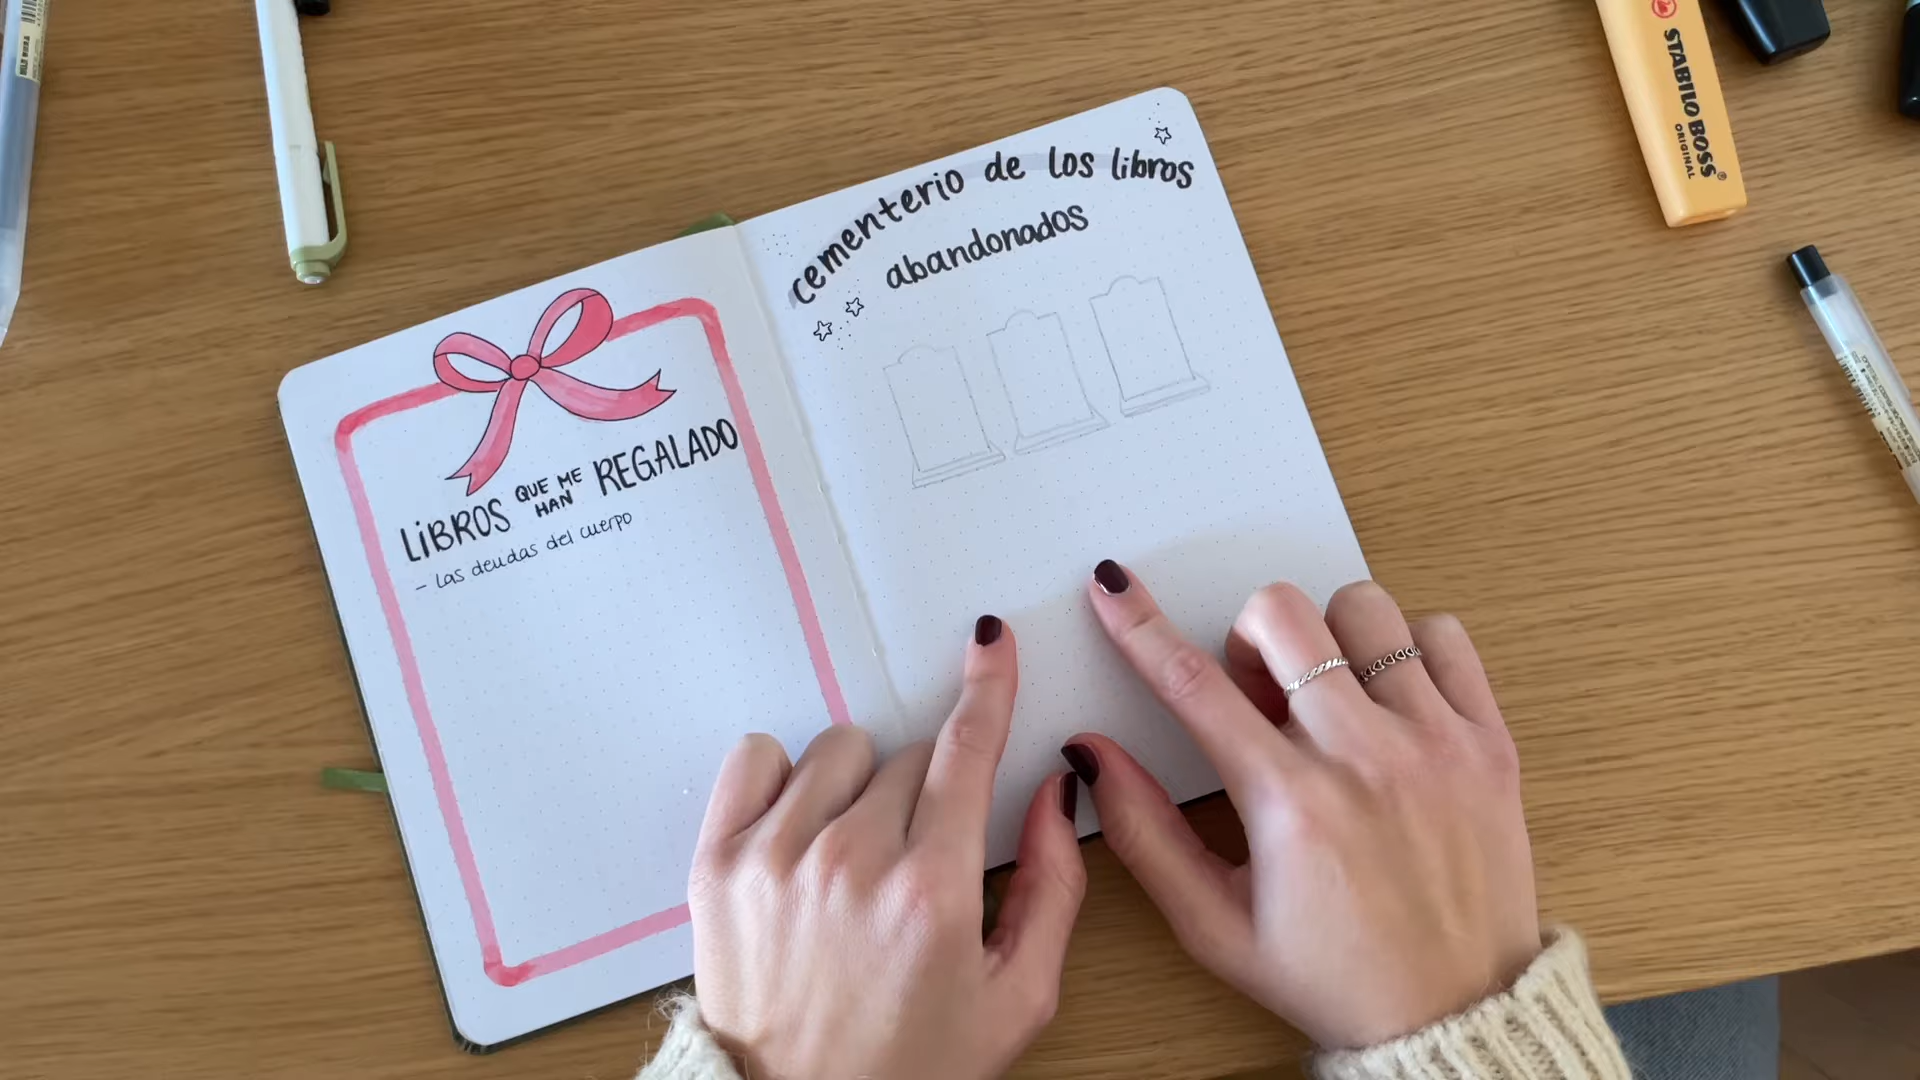 LiBROS QUE ME HAN REGALADO
- las deudas del cuerpo
cementerio de los libros
abandonados
STABILO BOSS
ORIGINAL